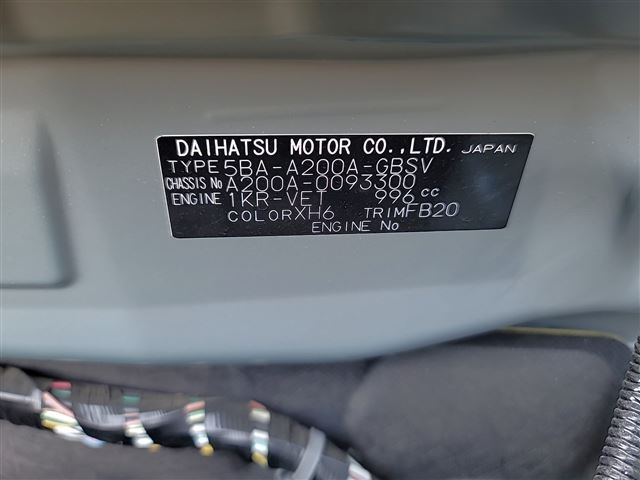 DAIHATSU MOTOR CO.,LTD. JAPAN
TYPE 5BA-A200A-GBSV
CHASSIS No A200A-0093300
ENGINE 1KR-VET 996 cc
COLOR XH6 TRIM FB20
ENGINE No